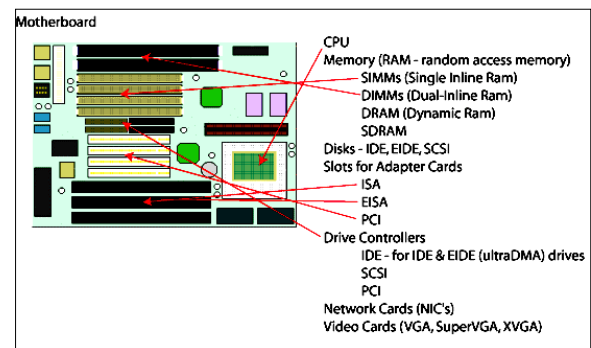 Motherboard
CPU
Memory (RAM - random access memory)
SIMMs (Single Inline Ram)
DIMMs (Dual-Inline Ram)
DRAM (Dynamic Ram)
SDRAM
Disks - IDE, EIDE, SCSI
Slots for Adapter Cards
ISA
EISA
PCI
Drive Controllers
IDE - for IDE & EIDE (ultraDMA) drives
SCSI
PCI
Network Cards (NIC's)
Video Cards (VGA, SuperVGA, XVGA)